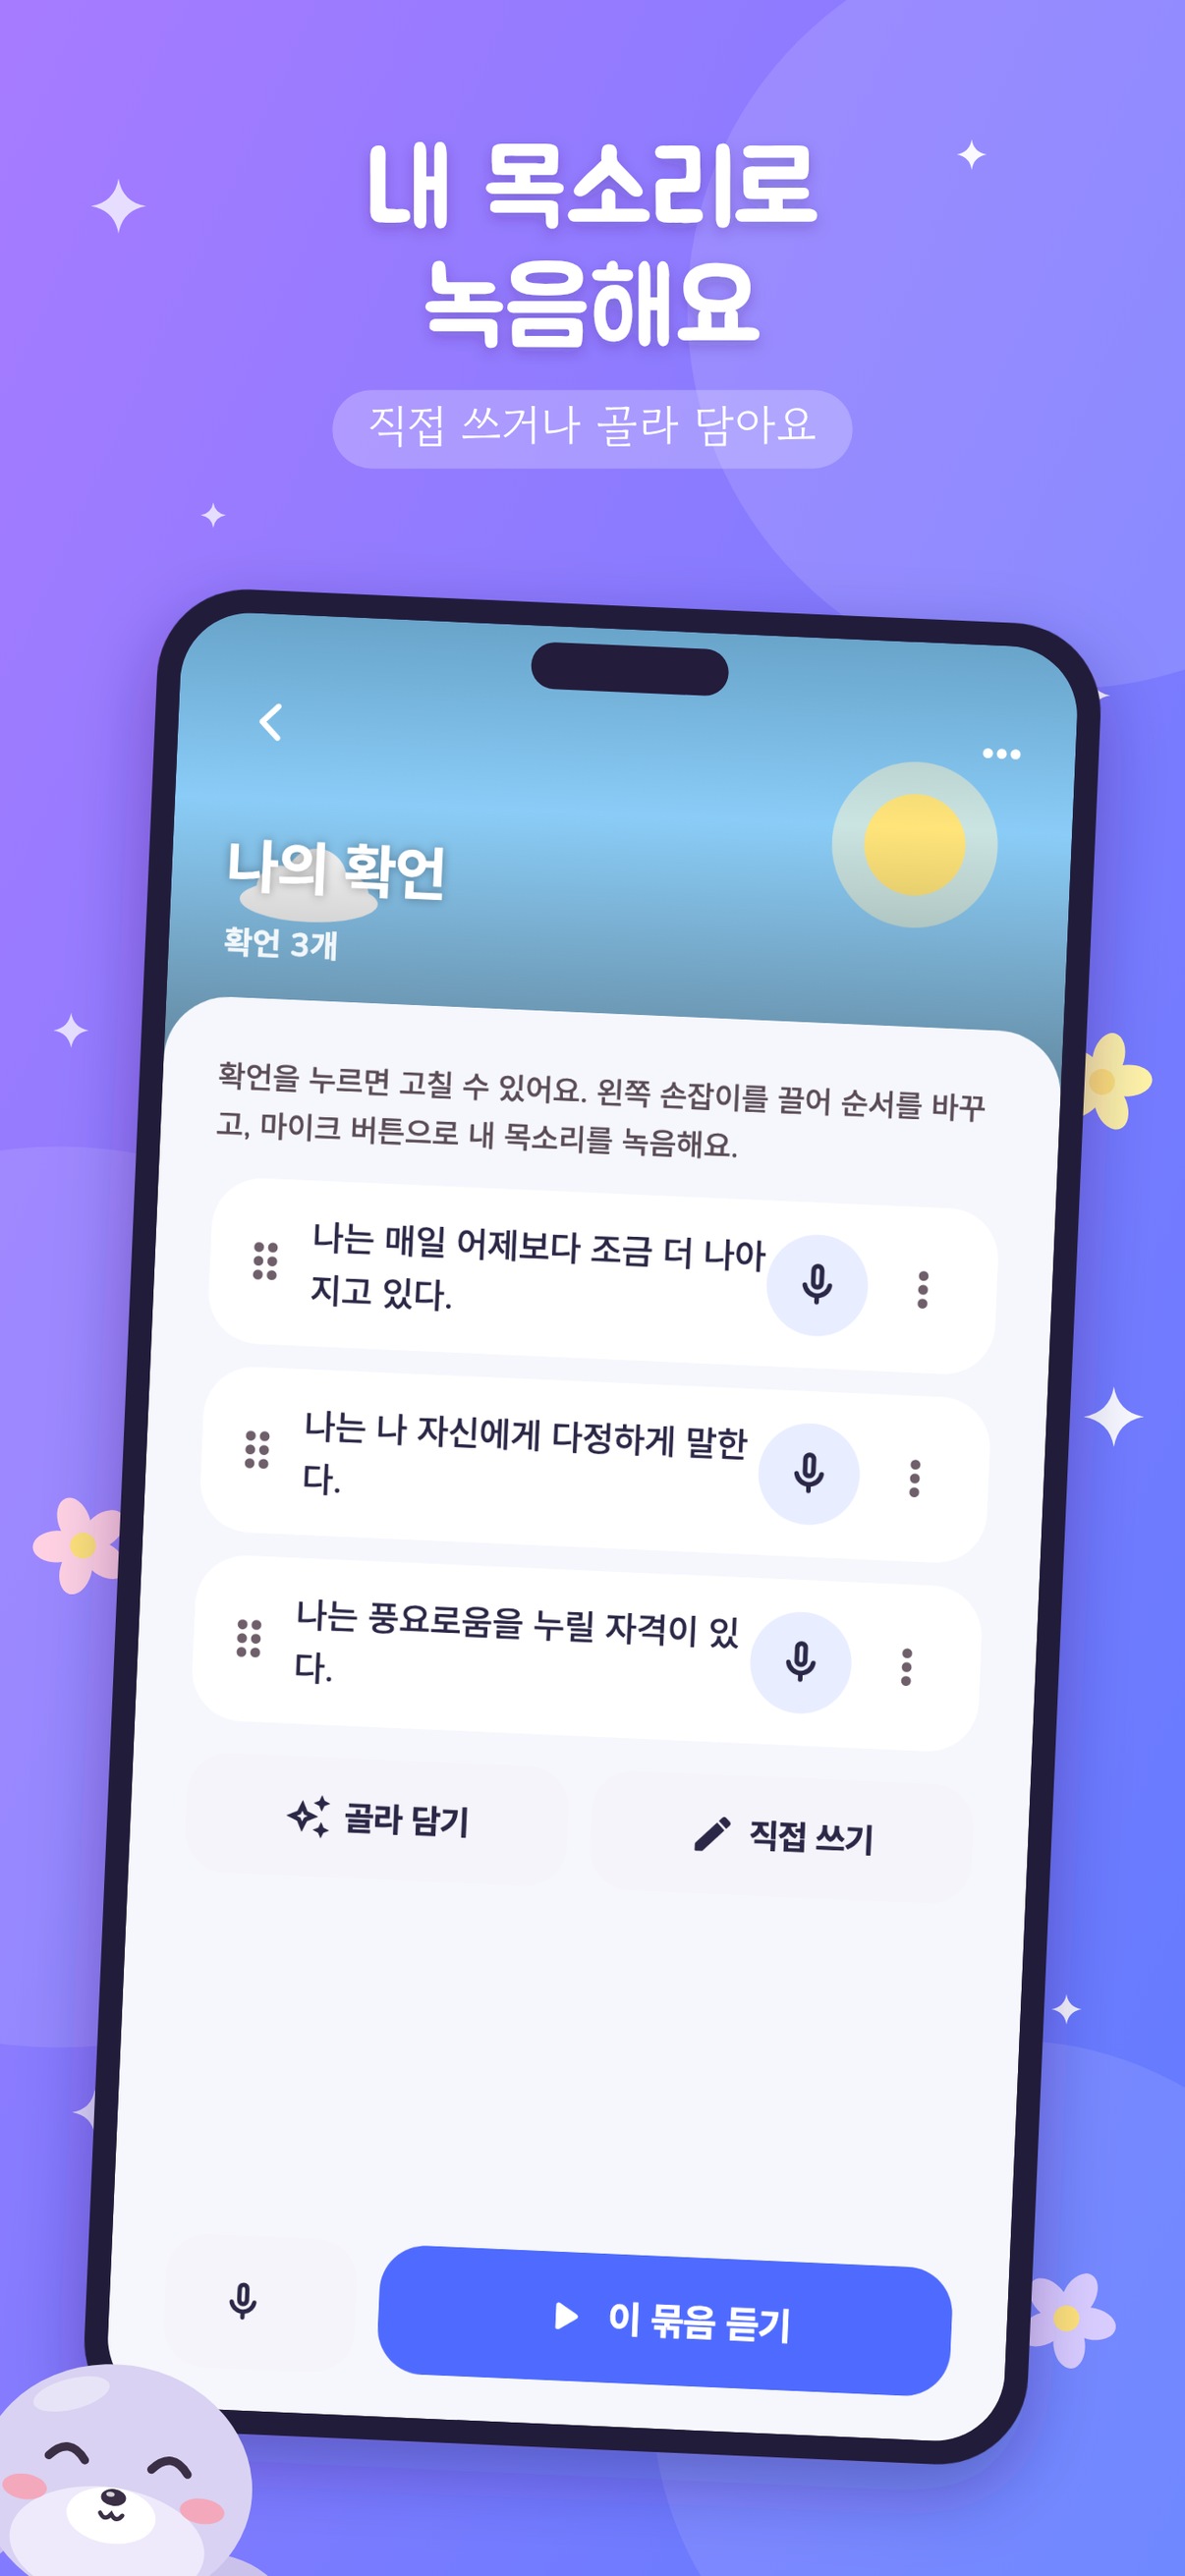 내 목소리로
녹음해요
직접 쓰거나 골라 담아요
나의 확언
확언 3개
확언을 누르면 고칠 수 있어요. 왼쪽 손잡이를 끌어 순서를 바꾸
고, 마이크 버튼으로 내 목소리를 녹음해요.
나는 매일 어제보다 조금 더 나아
지고 있다.
나는 나 자신에게 다정하게 말한
다.
나는 풍요로움을 누릴 자격이 있
다.
골라 담기
직접 쓰기
이 묶음 듣기